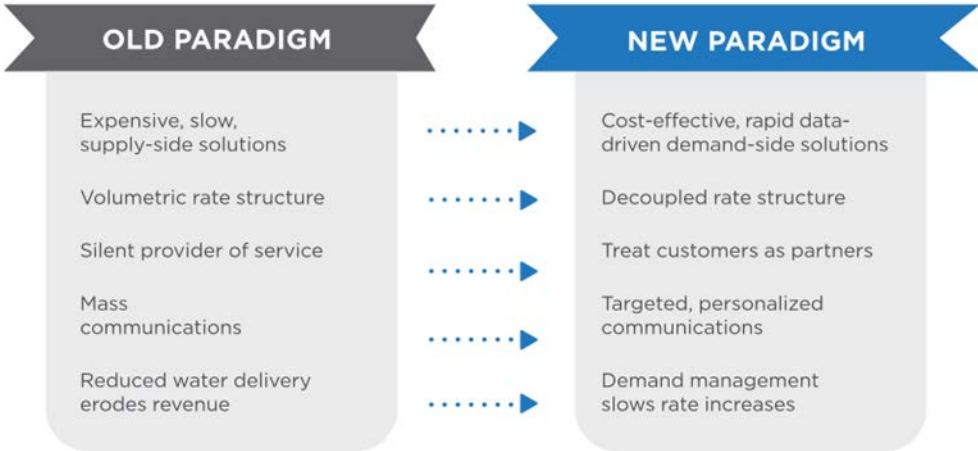 OLD PARADIGM
NEW PARADIGM
Expensive, slow,
supply-side solutions
Cost-effective, rapid data-
driven demand-side solutions
Volumetric rate structure
Decoupled rate structure
Silent provider of service
Treat customers as partners
Mass
communications
Targeted, personalized
communications
Reduced water delivery
erodes revenue
Demand management
slows rate increases